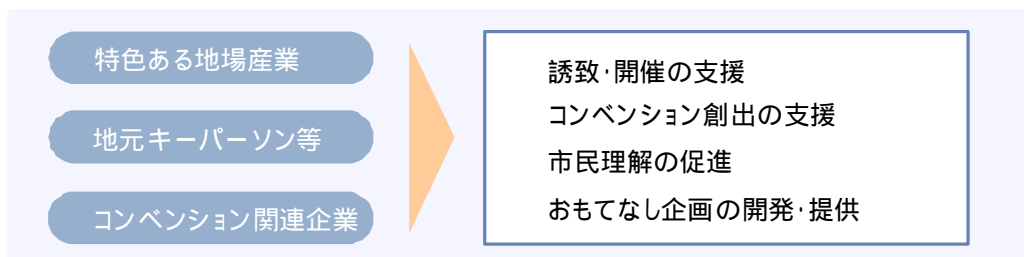 特色ある地場産業
地元キーパーソン等
コンベンション関連企業
誘致･開催の支援
コンベンション創出の支援
市民理解の促進
おもてなし企画の開発･提供